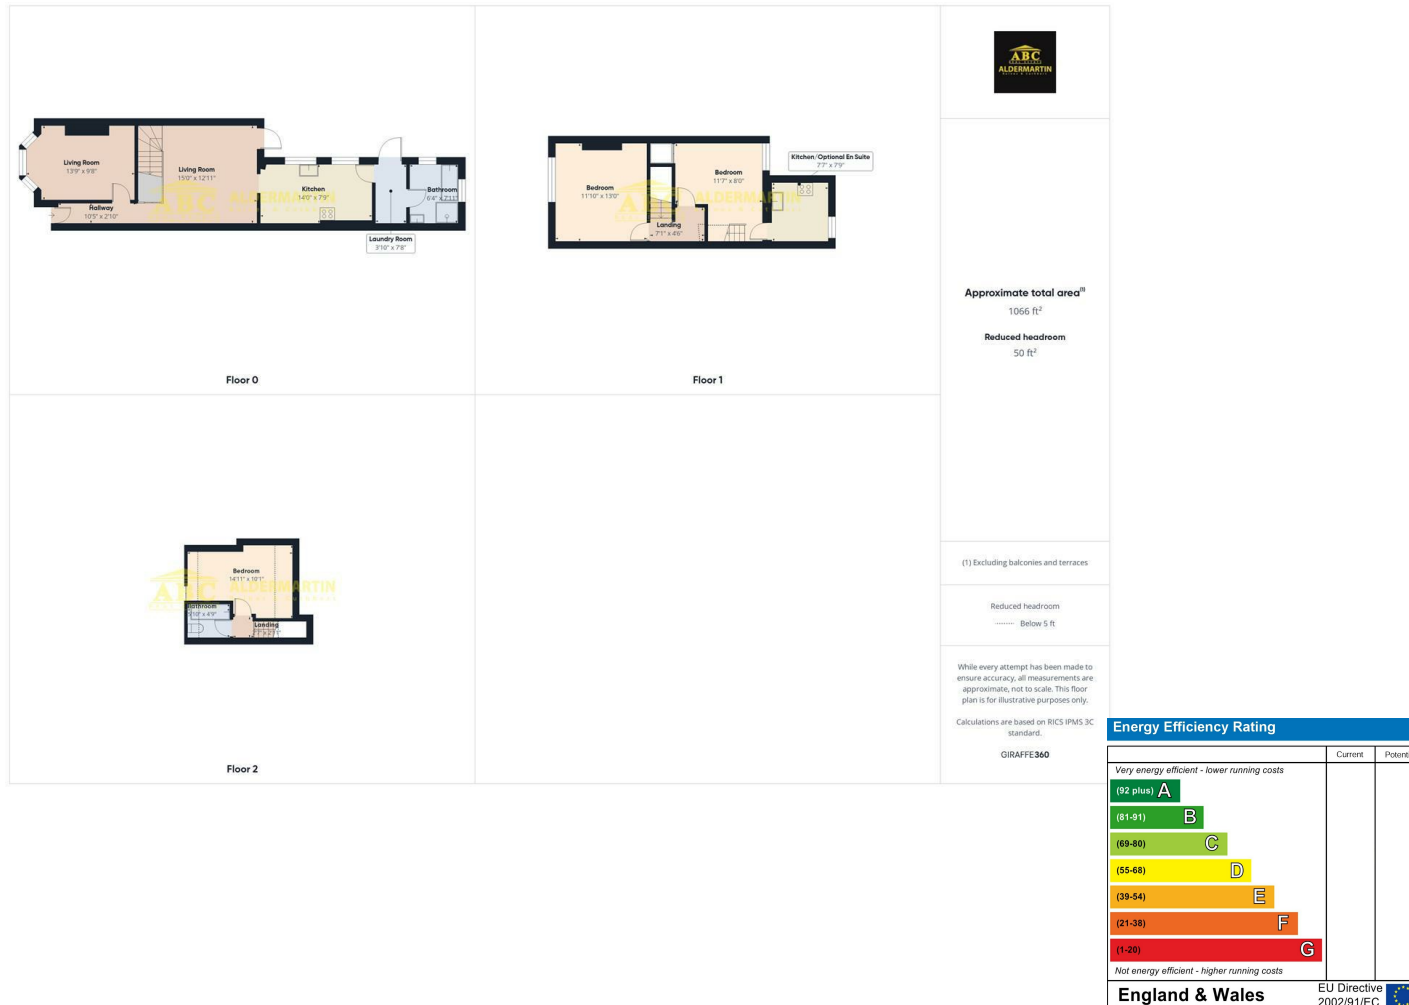 Living Room
13'9" x 9'8"
Living Room
15'0" x 12'11"
Hallway
10'5" x 2'10"
Kitchen
14'0" x 7'9"
Bathroom
6'4" x 7'11"
Laundry Room
3'10" x 7'8"
ABC
ALDERMARTIN
Floor 0
Bedroom
11'10" x 13'0"
Bedroom
11'7" x 8'0"
Kitchen/Optional En Suite
7'7" x 7'9"
Landing
7'1" x 4'6"
ABC
ALDERMARTIN
Floor 1
ABC
ALDERMARTIN
Approximate total area(1)
1066 ft²
Reduced headroom
50 ft²
(1) Excluding balconies and terraces
Reduced headroom
Below 5 ft
While every attempt has been made to
ensure accuracy, all measurements are
approximate, not to scale. This floor
plan is for illustrative purposes only.
Calculations are based on RICS IPMS 3C
standard.
GIRAFFE360
Bedroom
14'11" x 10'1"
Bathroom
Landing
ABC
ALDERMARTIN
Floor 2
Energy Efficiency Rating
Current
Potenti
Very energy efficient - lower running costs
(92 plus) A
(81-91) B
(69-80) C
(55-68) D
(39-54) E
(21-38) F
(1-20) G
Not energy efficient - higher running costs
England & Wales
EU Directive
2002/91/EC